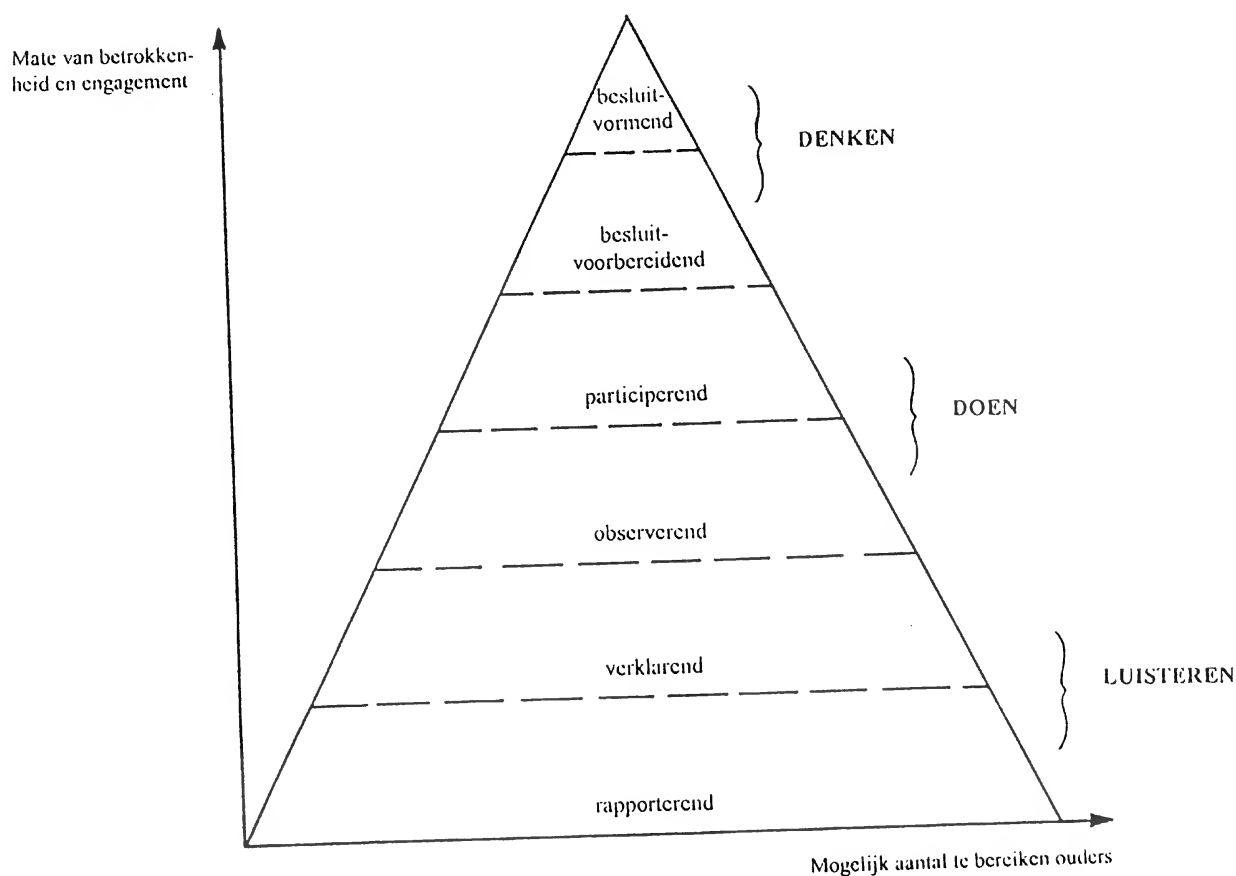 Mate van betrokken-
heid en engagement
besluit-
vormend
DENKEN
besluit-
voorbereidend
participerend
DOEN
observerend
verklarend
LUISTEREN
rapporterend
Mogelijk aantal te bereiken ouders